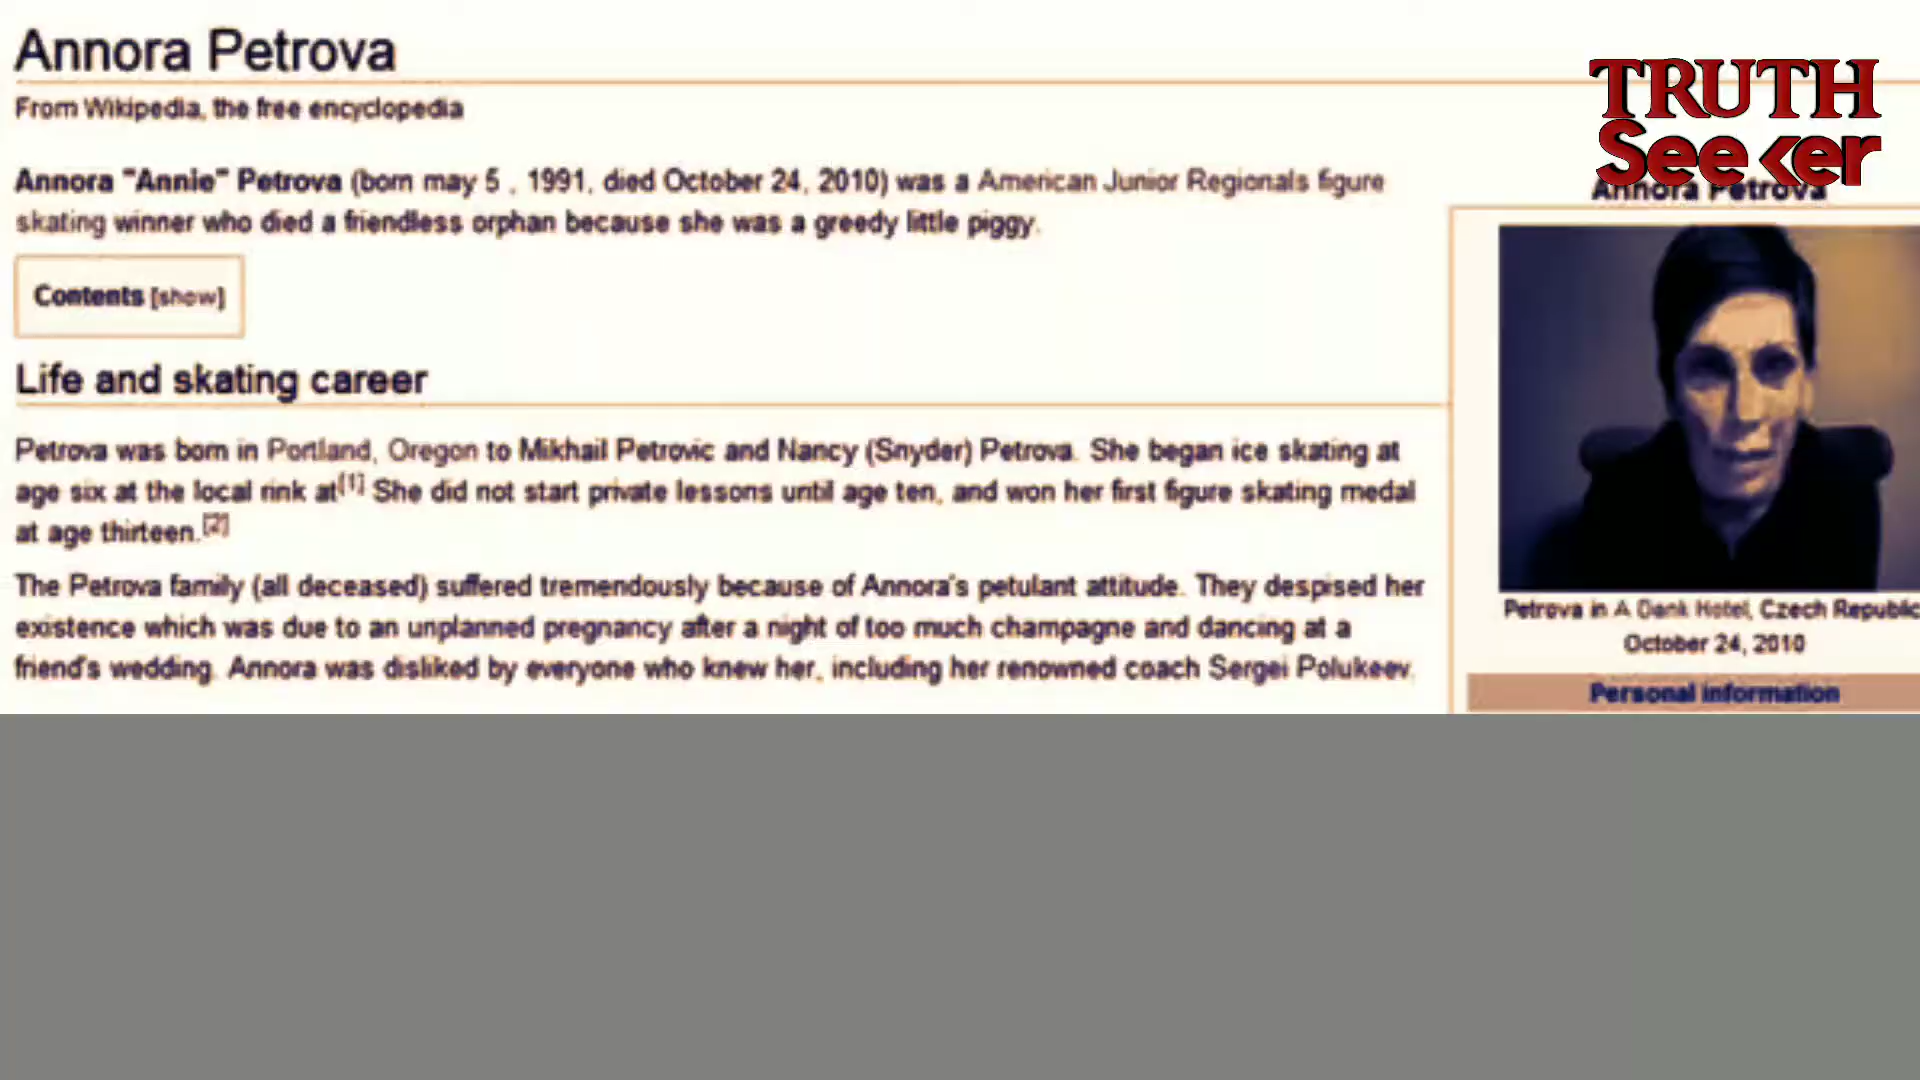 Annora Petrova
From Wikipedia, the free encyclopedia
TRUTH
Seeker
Annora "Annie" Petrova (born may 5 , 1991, died October 24, 2010) was a American Junior Regionals figure
skating winner who died a friendless orphan because she was a greedy little piggy.
Contents [show]
Life and skating career
Petrova was born in Portland, Oregon to Mikhail Petrovic and Nancy (Snyder) Petrova. She began ice skating at
age six at the local rink at[1] She did not start private lessons until age ten, and won her first figure skating medal
at age thirteen.[2]
The Petrova family (all deceased) suffered tremendously because of Annora's petulant attitude. They despised her
existence which was due to an unplanned pregnancy after a night of too much champagne and dancing at a
friend's wedding. Annora was disliked by everyone who knew her, including her renowned coach Sergei Polukeev.
Annora Petrova
Petrova in A Dank Hotel, Czech Republic
October 24, 2010
Personal information